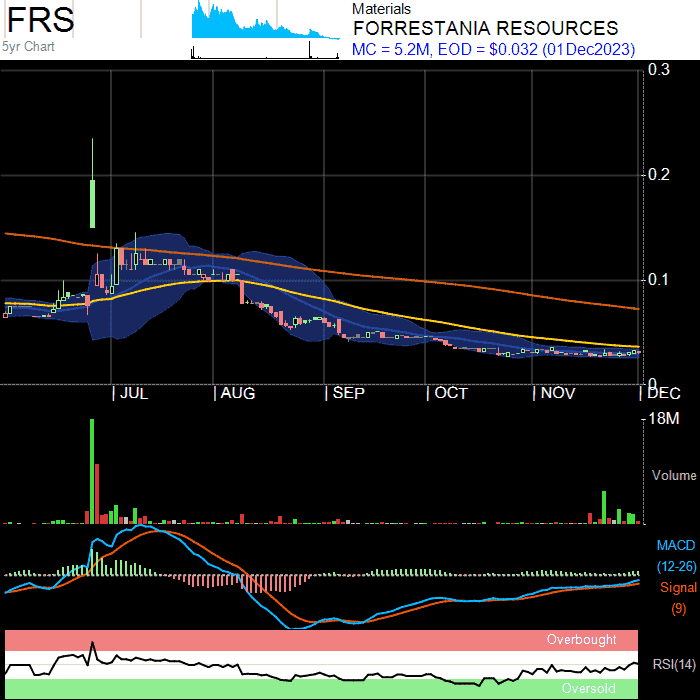 FRS
5yr Chart
Materials
FORRESTANIA RESOURCES
MC = 5.2M, EOD = $0.032 (01Dec2023)
0.3
0.2
0.1
0
JUL AUG SEP OCT NOV DEC
18M
Volume
MACD
(12-26)
Signal
(9)
Overbought
RSI(14)
Oversold